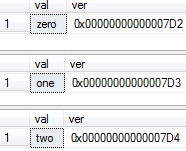 val ver
1 zero 0x00000000000007D2
val ver
1 one 0x00000000000007D3
val ver
1 two 0x00000000000007D4